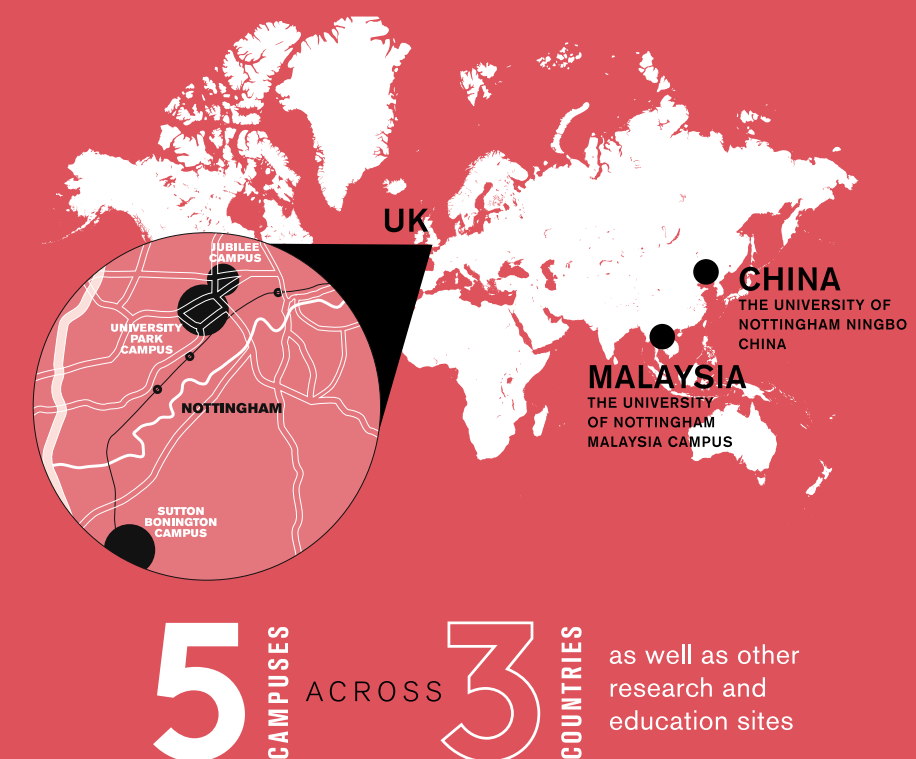 UK
JUBILEE
CAMPUS
UNIVERSITY
PARK
CAMPUS
NOTTINGHAM
SUTTON
BONINGTON
CAMPUS
CHINA
THE UNIVERSITY OF
NOTTINGHAM NINGBO
CHINA
MALAYSIA
THE UNIVERSITY
OF NOTTINGHAM
MALAYSIA CAMPUS
5 CAMPUSES ACROSS 3 COUNTRIES
as well as other
research and
education sites